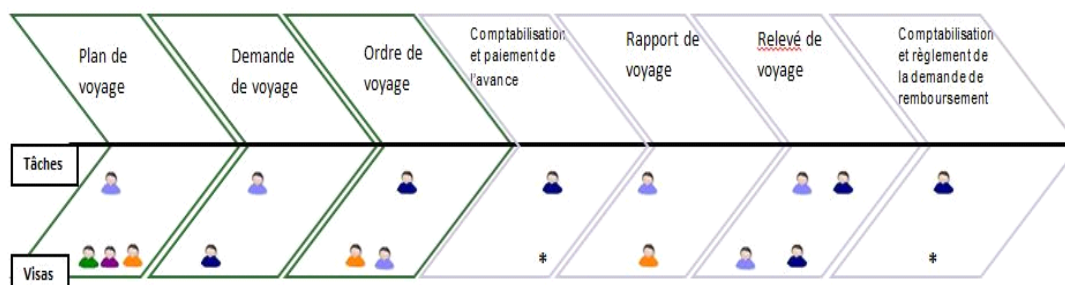 Plan de
voyage
Demande
de voyage
Ordre de
voyage
Comptabilisation
et paiement de
l'avance
Rapport de
voyage
Relevé de
voyage
Comptabilisation
et règlement de
la demande de
remboursement
Tâches
*
*
Visas